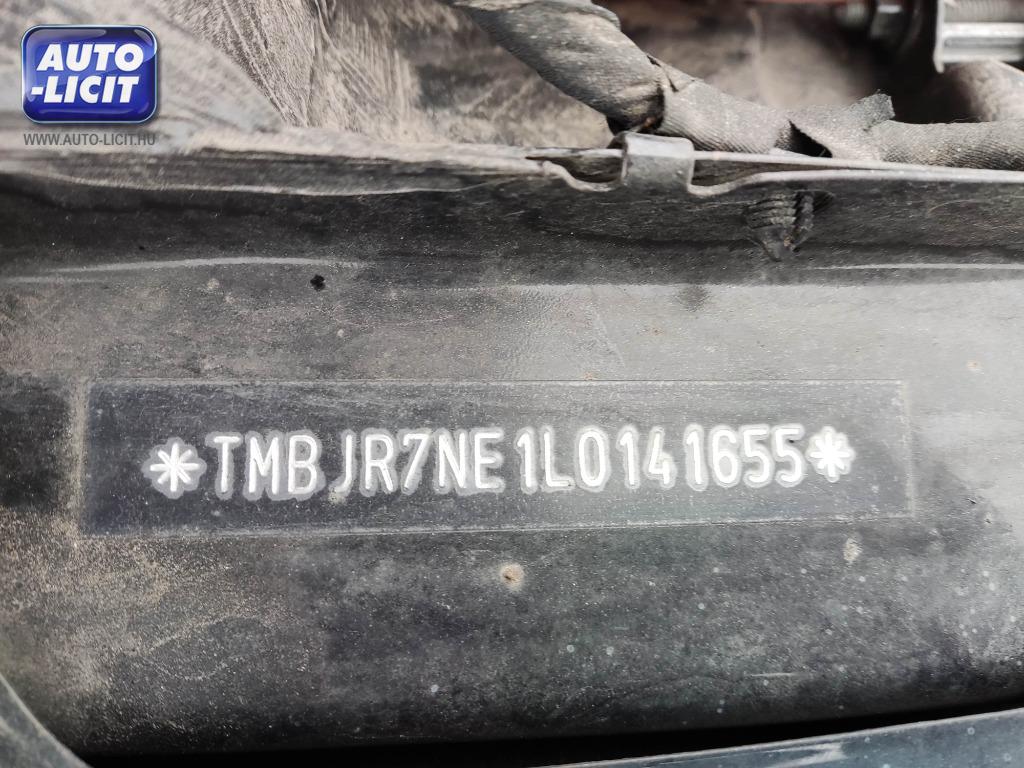 AUTO
-LICIT
WWW.AUTO-LICIT.HU
*TMBJR7NE1L0141655*